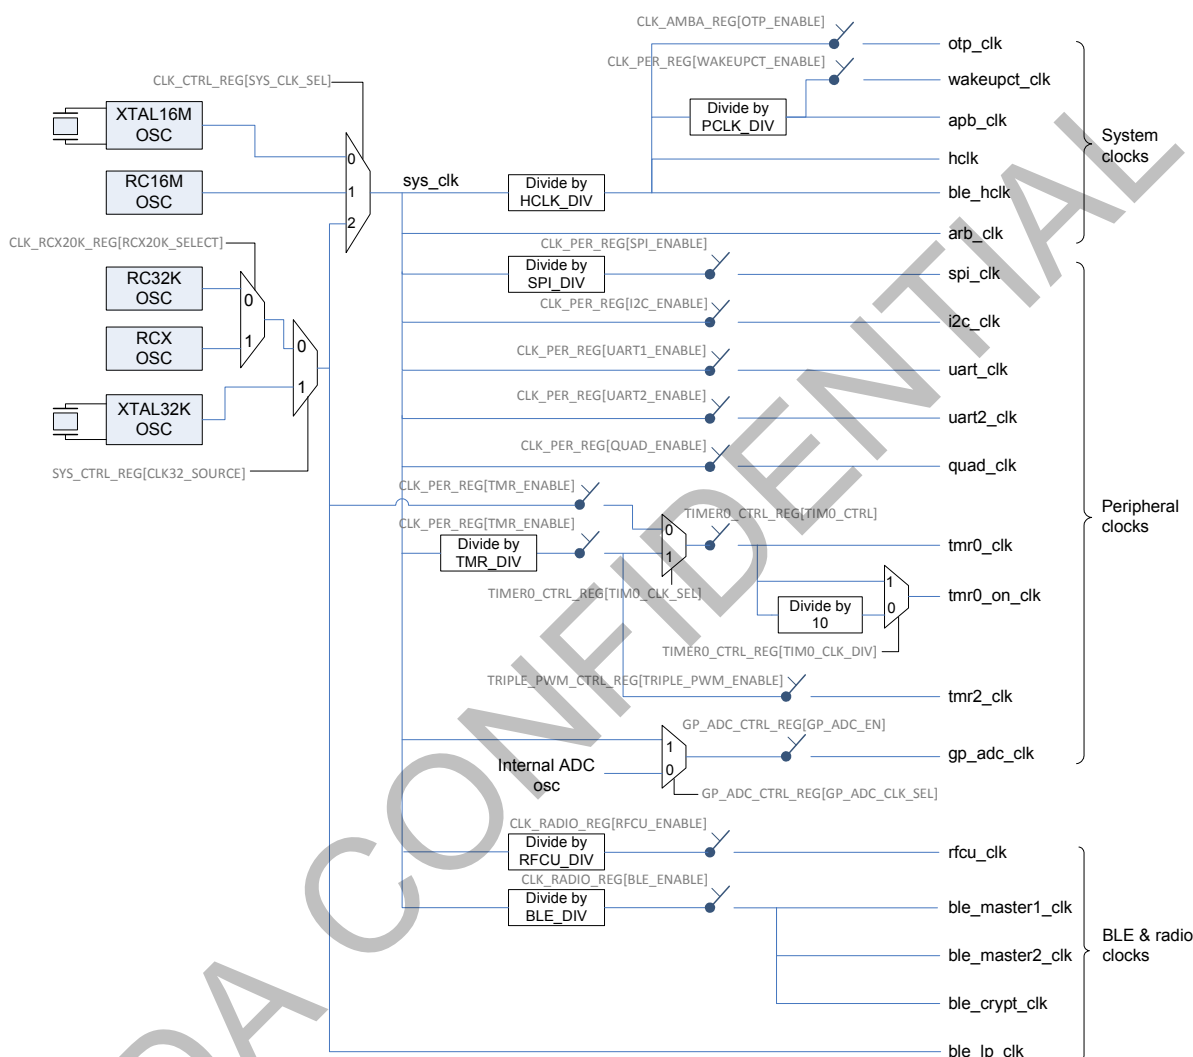 CLK_AMBA_REG[OTP_ENABLE]
otp_clk
CLK_PER_REG[WAKEUPCT_ENABLE]
wakeupct_clk
CLK_CTRL_REG[SYS_CLK_SEL]
XTAL16M
OSC
Divide by
PCLK_DIV
apb_clk
System
clocks
0
hclk
RC16M
OSC
1
sys_clk
Divide by
HCLK_DIV
ble_hclk
2
arb_clk
CLK_RCX20K_REG[RCX20K_SELECT]
CLK_PER_REG[SPI_ENABLE]
RC32K
OSC
Divide by
SPI_DIV
spi_clk
0
CLK_PER_REG[I2C_ENABLE]
i2c_clk
RCX
OSC
1
0
CLK_PER_REG[UART1_ENABLE]
uart_clk
1
XTAL32K
OSC
CLK_PER_REG[UART2_ENABLE]
uart2_clk
CLK_PER_REG[QUAD_ENABLE]
quad_clk
SYS_CTRL_REG[CLK32_SOURCE]
CLK_PER_REG[TMR_ENABLE]
Peripheral
clocks
TIMER0_CTRL_REG[TIM0_CTRL]
CLK_PER_REG[TMR_ENABLE]
0
Divide by
TMR_DIV
1
tmr0_clk
TIMER0_CTRL_REG[TIM0_CLK_SEL]
1
tmr0_on_clk
Divide by
10
0
TIMER0_CTRL_REG[TIM0_CLK_DIV]
TRIPLE_PWM_CTRL_REG[TRIPLE_PWM_ENABLE]
tmr2_clk
GP_ADC_CTRL_REG[GP_ADC_EN]
1
gp_adc_clk
Internal ADC
osc
0
GP_ADC_CTRL_REG[GP_ADC_CLK_SEL]
CLK_RADIO_REG[RFCU_ENABLE]
Divide by
RFCU_DIV
rfcu_clk
CLK_RADIO_REG[BLE_ENABLE]
Divide by
BLE_DIV
ble_master1_clk
BLE & radio
clocks
ble_master2_clk
ble_crypt_clk
ble_lp_clk
DA CONFIDENTIAL